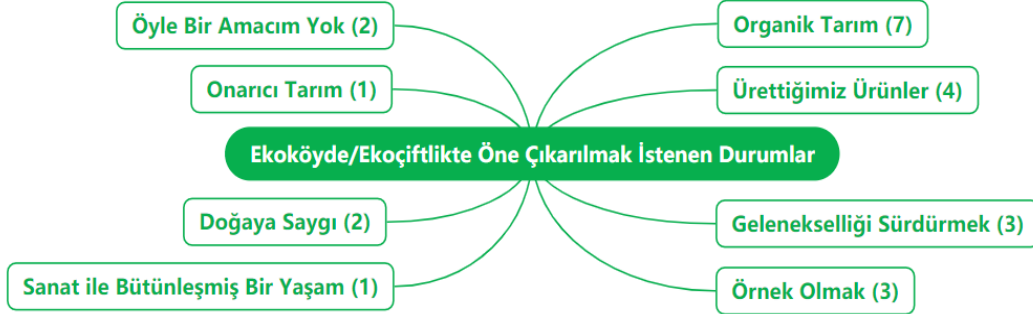 Öyle Bir Amacım Yok (2)
Organik Tarım (7)
Onarıcı Tarım (1)
Ürettiğimiz Ürünler (4)
Ekoköyde/Ekoçiftlikte Öne Çıkarılmak İstenen Durumlar
Doğaya Saygı (2)
Gelenekselliği Sürdürmek (3)
Sanat ile Bütünleşmiş Bir Yaşam (1)
Örnek Olmak (3)